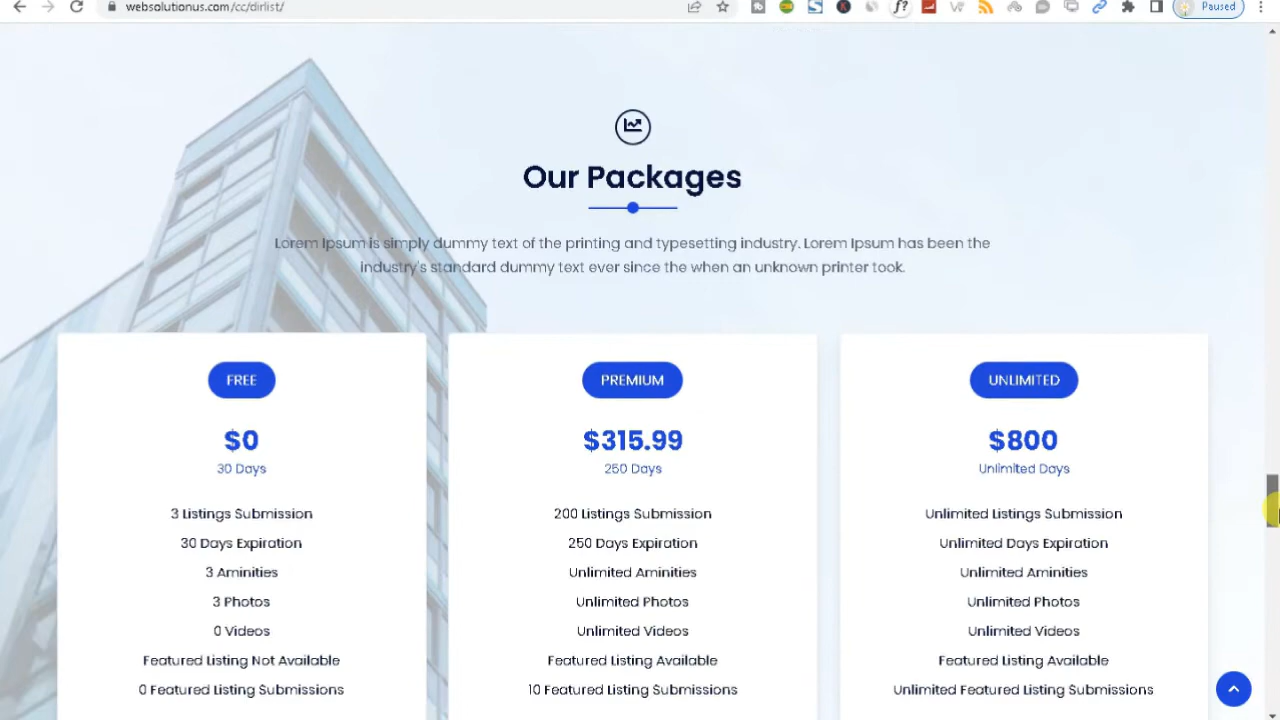 websolutionus.com/cc/dirlist/
Paused
Our Packages
Lorem Ipsum is simply dummy text of the printing and typesetting industry. Lorem Ipsum has been the
industry's standard dummy text ever since the when an unknown printer took.
FREE
$0
30 Days
3 Listings Submission
30 Days Expiration
3 Aminities
3 Photos
0 Videos
Featured Listing Not Available
0 Featured Listing Submissions
PREMIUM
$315.99
250 Days
200 Listings Submission
250 Days Expiration
Unlimited Aminities
Unlimited Photos
Unlimited Videos
Featured Listing Available
10 Featured Listing Submissions
UNLIMITED
$800
Unlimited Days
Unlimited Listings Submission
Unlimited Days Expiration
Unlimited Aminities
Unlimited Photos
Unlimited Videos
Featured Listing Available
Unlimited Featured Listing Submissions